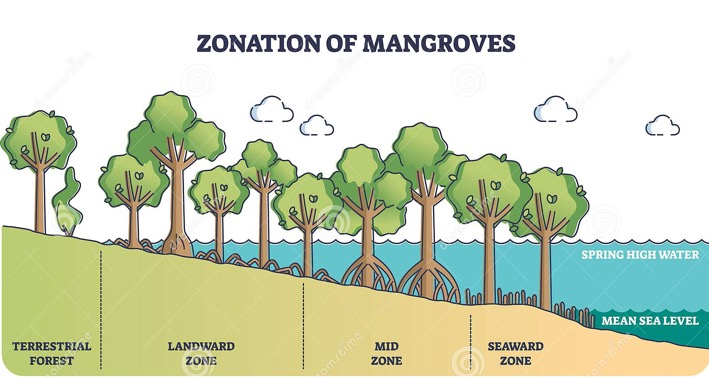 ZONATION OF MANGROVES
SPRING HIGH WATER
MEAN SEA LEVEL
TERRESTRIAL
FOREST
LANDWARD
ZONE
MID
ZONE
SEAWARD
ZONE